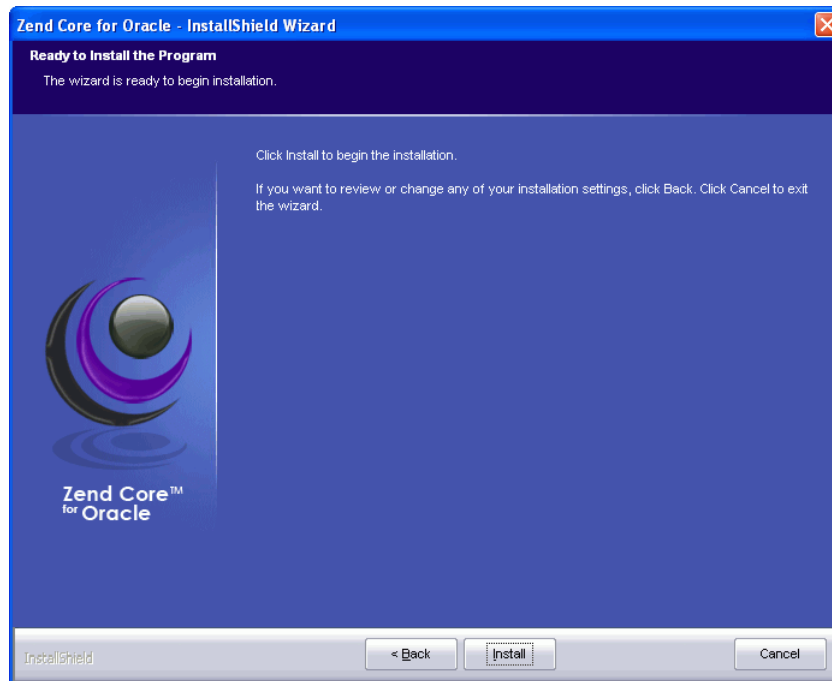 Zend Core for Oracle - InstallShield Wizard
Ready to Install the Program
The wizard is ready to begin installation.
Click Install to begin the installation.
If you want to review or change any of your installation settings, click Back. Click Cancel to exit
the wizard.
Zend Core™
for Oracle
InstallShield
< Back
Install
Cancel